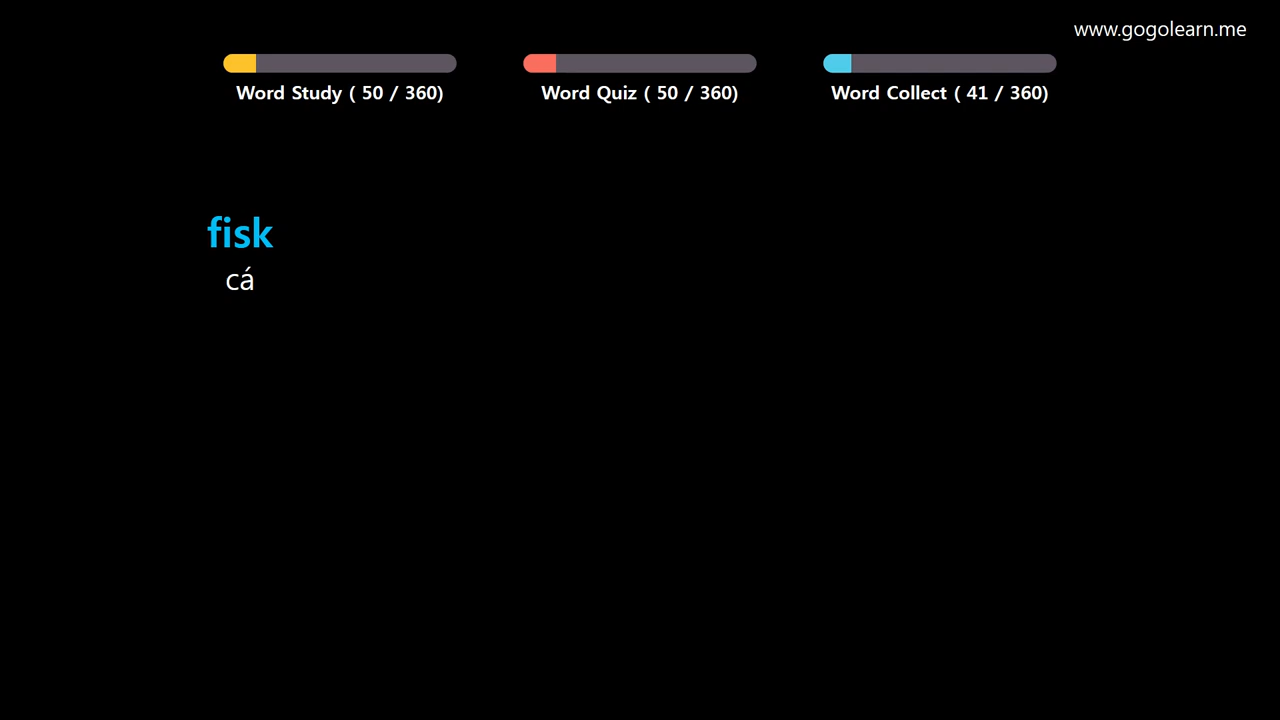 www.gogolearn.me
Word Study ( 50 / 360)
Word Quiz ( 50 / 360)
Word Collect ( 41 / 360)
fisk
cá